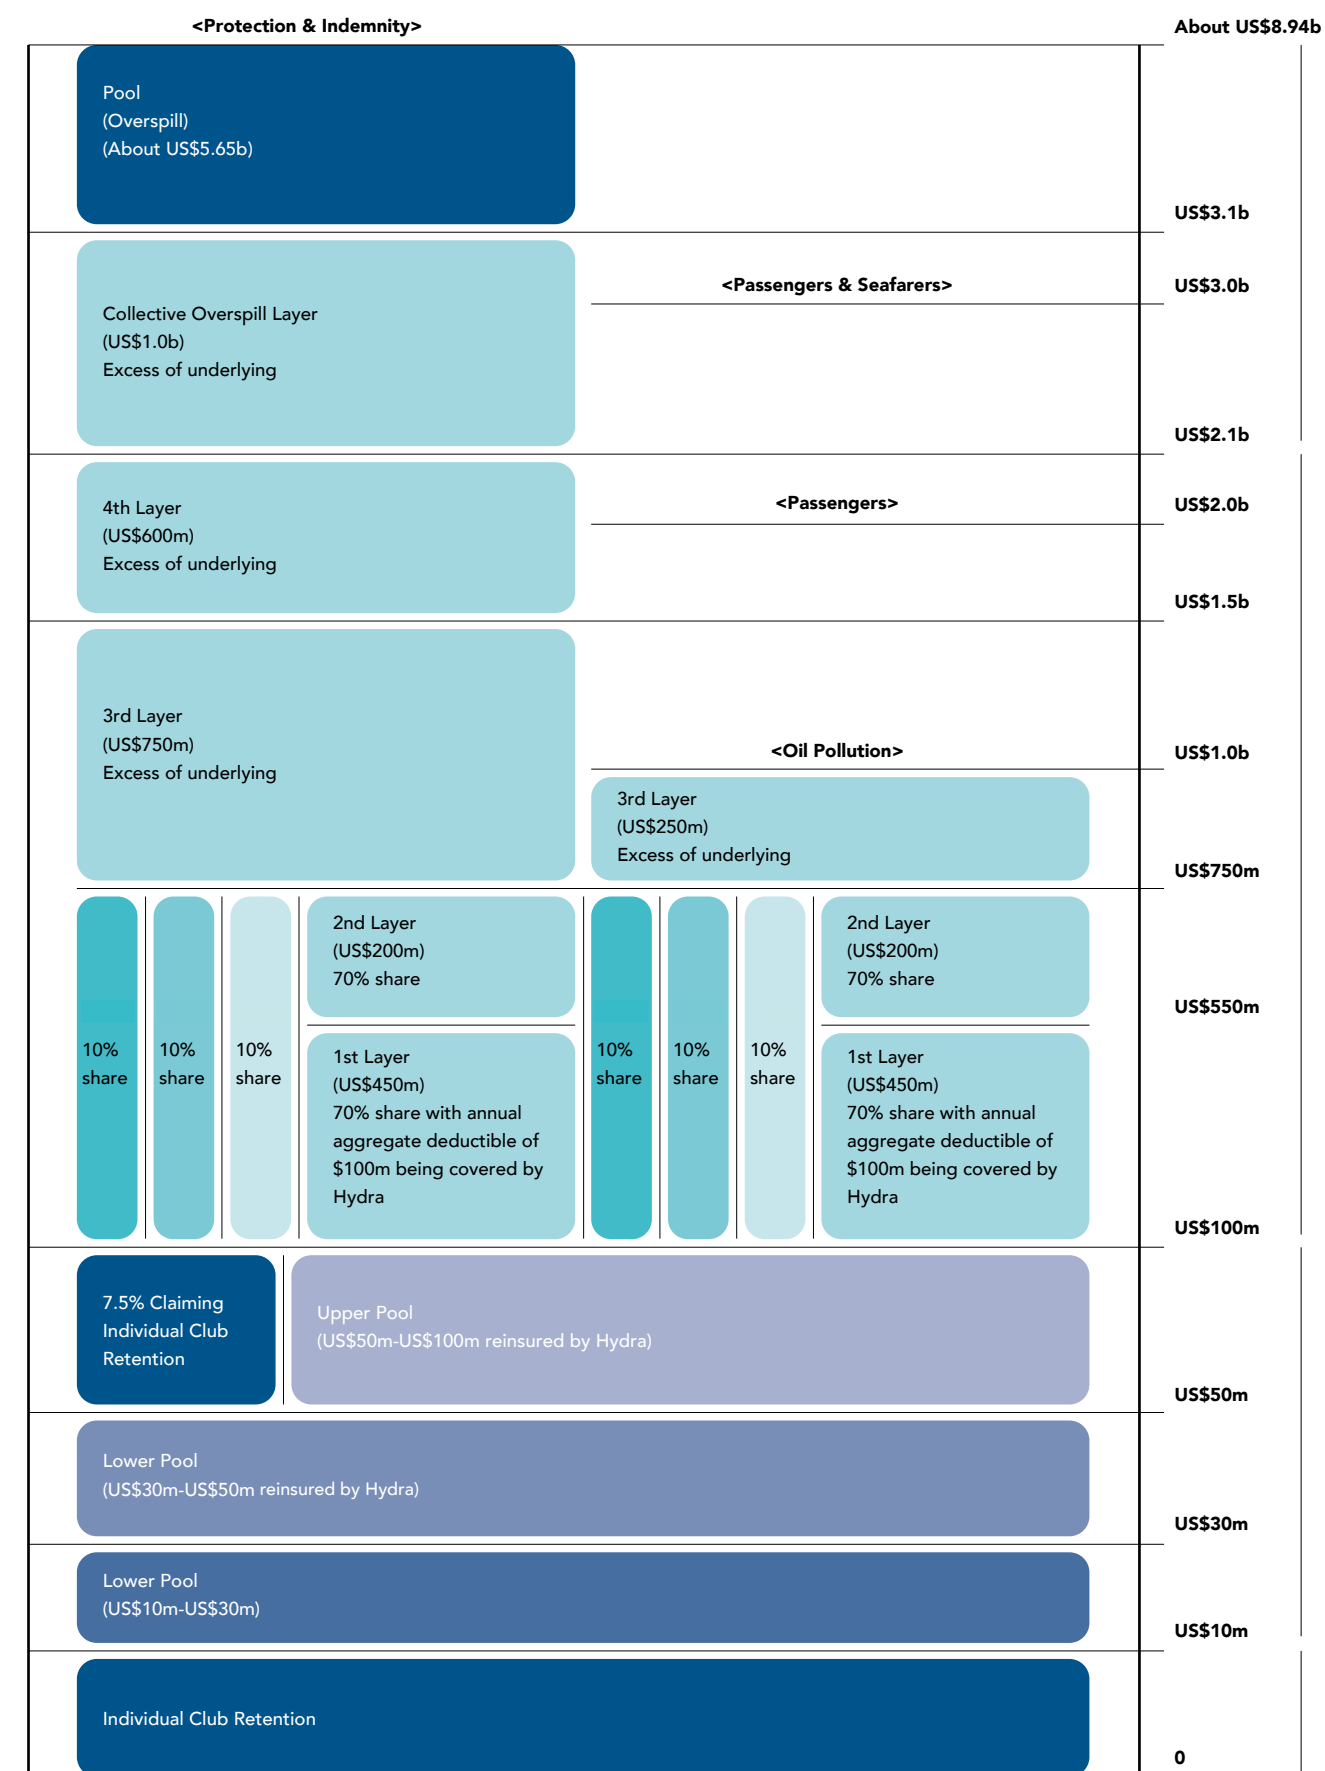 <Protection & Indemnity>
About US$8.94b
Pool
(Overspill)
(About US$5.65b)
US$3.1b
<Passengers & Seafarers>
US$3.0b
Collective Overspill Layer
(US$1.0b)
Excess of underlying
US$2.1b
4th Layer
(US$600m)
Excess of underlying
<Passengers>
US$2.0b
US$1.5b
3rd Layer
(US$750m)
Excess of underlying
<Oil Pollution>
US$1.0b
3rd Layer
(US$250m)
Excess of underlying
US$750m
10%
share
10%
share
10%
share
2nd Layer
(US$200m)
70% share
1st Layer
(US$450m)
70% share with annual
aggregate deductible of
$100m being covered by
Hydra
10%
share
10%
share
10%
share
2nd Layer
(US$200m)
70% share
US$550m
1st Layer
(US$450m)
70% share with annual
aggregate deductible of
$100m being covered by
Hydra
US$100m
7.5% Claiming
Individual Club
Retention
Upper Pool
(US$50m-US$100m reinsured by Hydra)
US$50m
Lower Pool
(US$30m-US$50m reinsured by Hydra)
US$30m
Lower Pool
(US$10m-US$30m)
US$10m
Individual Club Retention
0